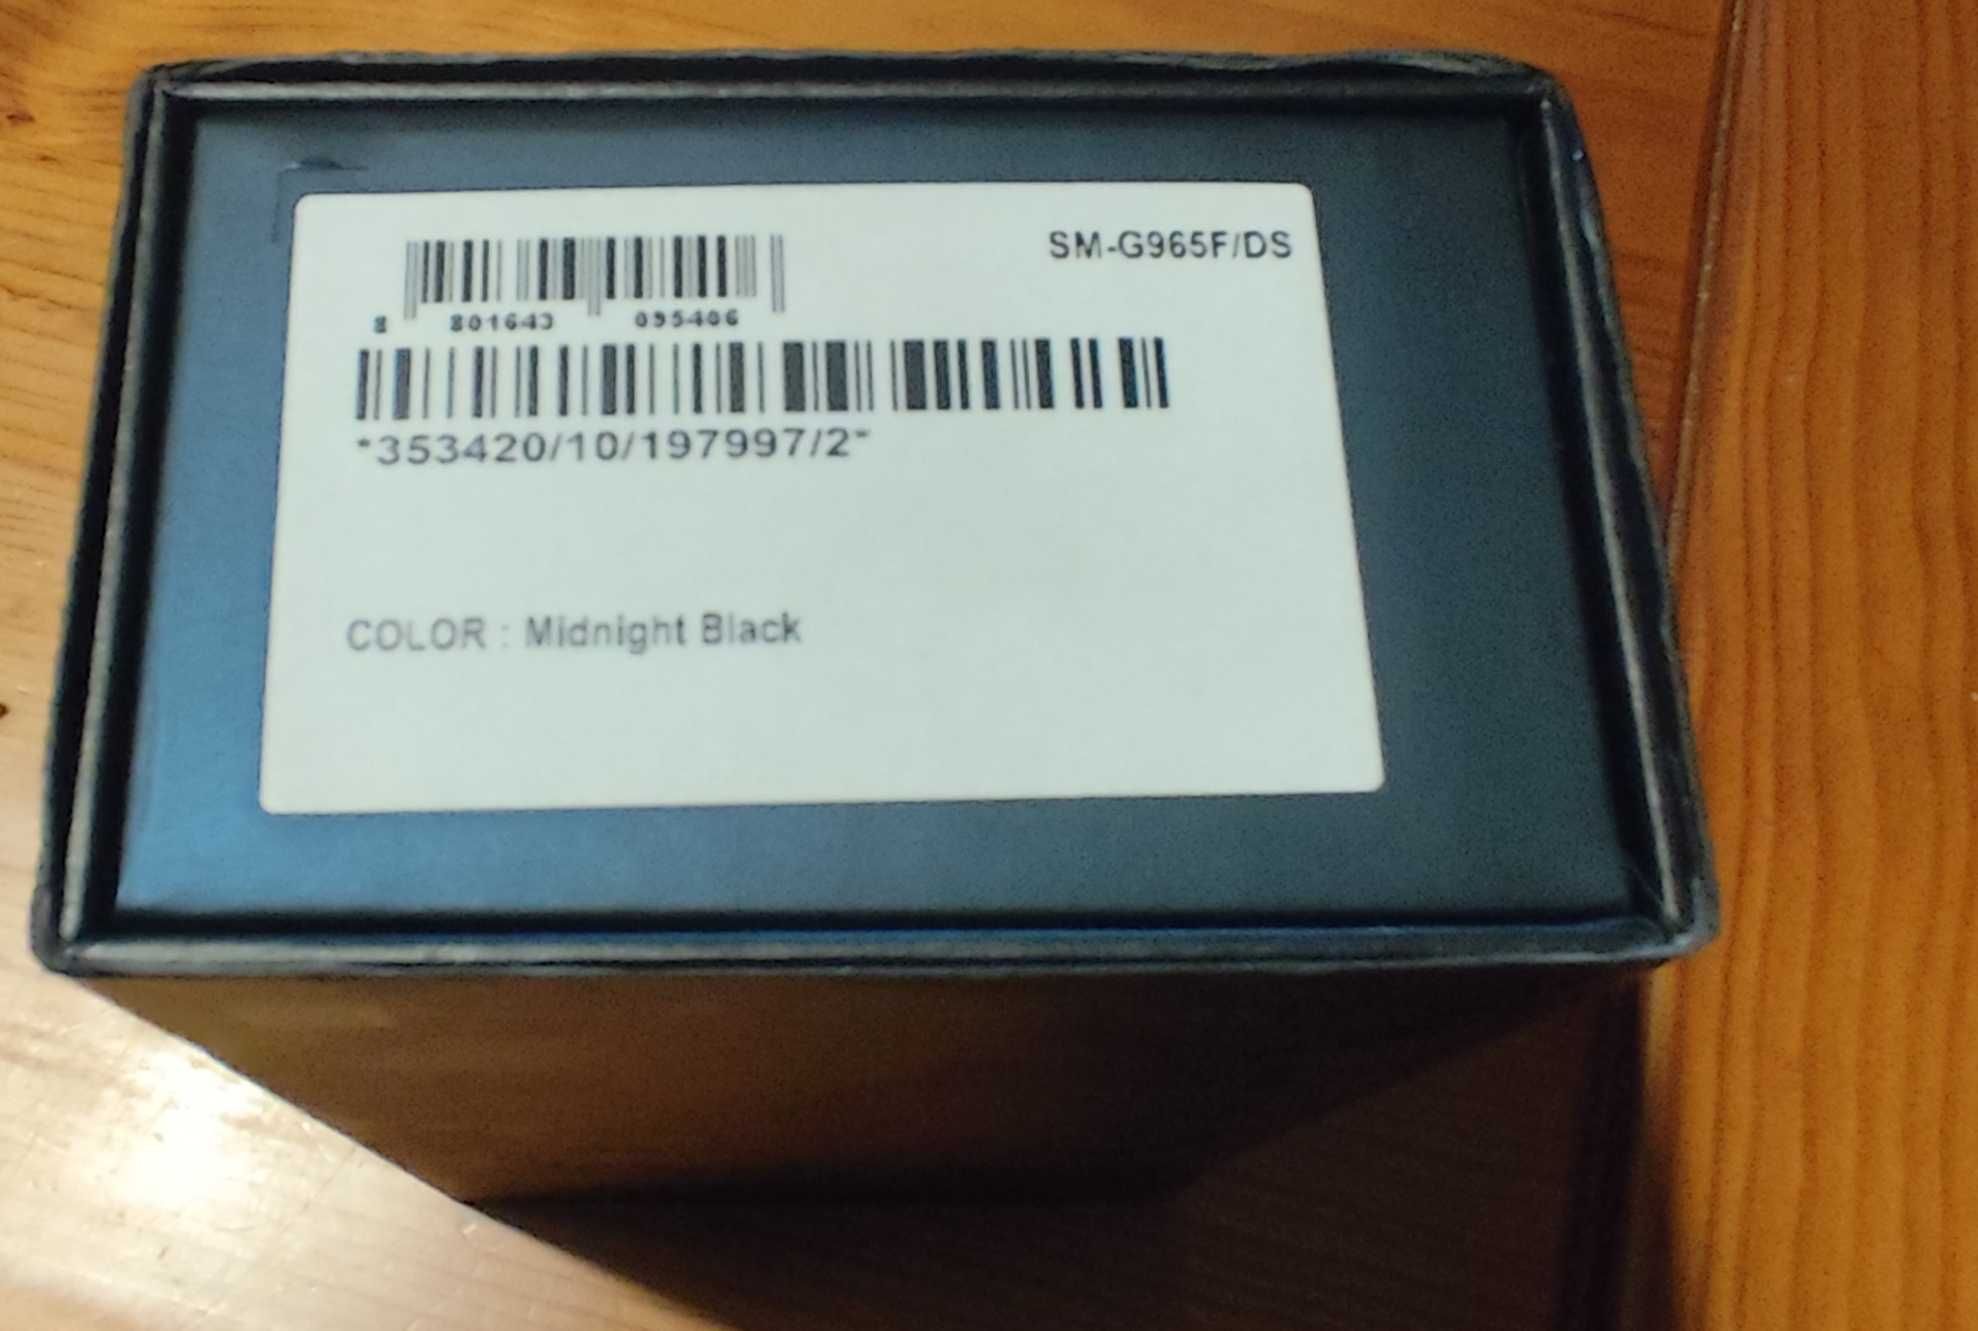 SM-G965F/DS
8 801643 095406
*353420/10/197997/2*
COLOR : Midnight Black